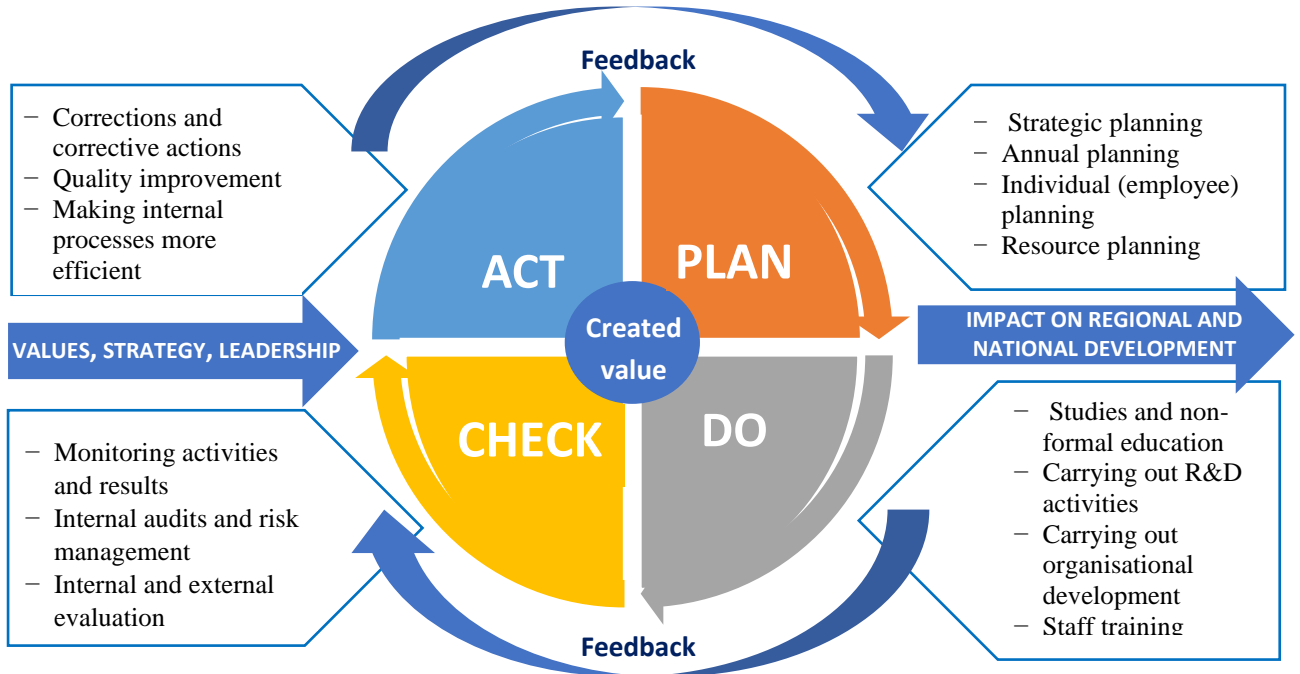 Feedback
– Corrections and
corrective actions
– Quality improvement
– Making internal
processes more
efficient
– Strategic planning
– Annual planning
– Individual (employee)
planning
– Resource planning
ACT
PLAN
VALUES, STRATEGY, LEADERSHIP
Created
value
IMPACT ON REGIONAL AND
NATIONAL DEVELOPMENT
CHECK
DO
– Monitoring activities
and results
– Internal audits and risk
management
– Internal and external
evaluation
– Studies and non-
formal education
– Carrying out R&D
activities
– Carrying out
organisational
development
– Staff training
Feedback